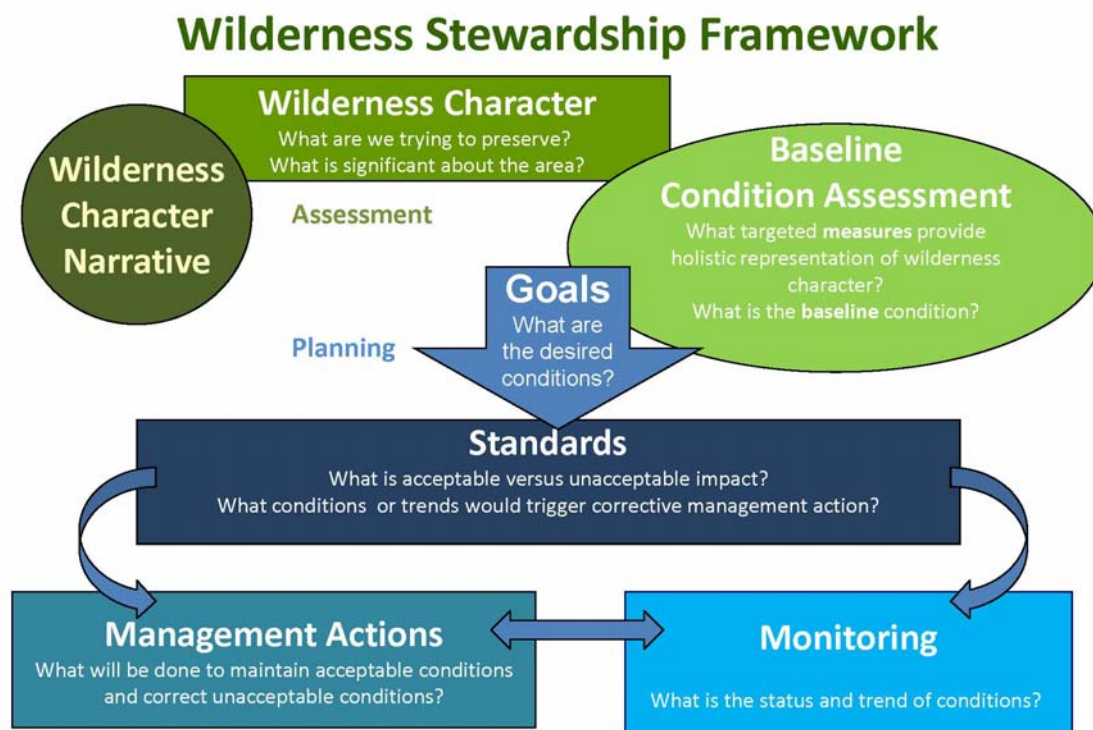 Wilderness Stewardship Framework
Wilderness Character
What are we trying to preserve?
What is significant about the area?
Wilderness
Character
Narrative
Baseline
Condition Assessment
What targeted measures provide
holistic representation of wilderness
character?
What is the baseline condition?
Assessment
Goals
What are
the desired
conditions?
Planning
Standards
What is acceptable versus unacceptable impact?
What conditions or trends would trigger corrective management action?
Management Actions
What will be done to maintain acceptable conditions
and correct unacceptable conditions?
Monitoring
What is the status and trend of conditions?